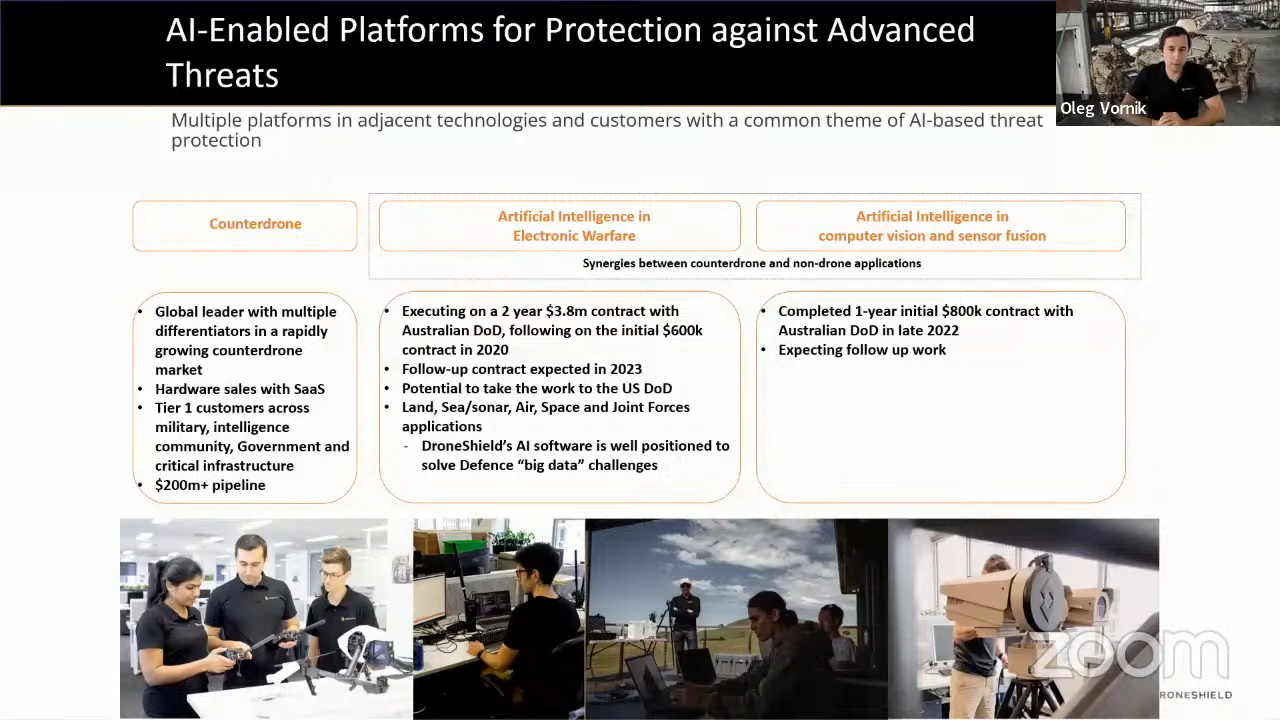 AI-Enabled Platforms for Protection against Advanced
Threats
Oleg Vornik
Multiple platforms in adjacent technologies and customers with a common theme of AI-based threat
protection
Counterdrone
Artificial Intelligence in
Electronic Warfare
Artificial Intelligence in
computer vision and sensor fusion
Synergies between counterdrone and non-drone applications
• Global leader with multiple
differentiators in a rapidly
growing counterdrone
market
• Hardware sales with SaaS
• Tier 1 customers across
military, intelligence
community, Government and
critical infrastructure
• $200m+ pipeline
• Executing on a 2 year $3.8m contract with
Australian DoD, following on the initial $600k
contract in 2020
• Follow-up contract expected in 2023
• Potential to take the work to the US DoD
• Land, Sea/sonar, Air, Space and Joint Forces
applications
- DroneShield’s AI software is well positioned to
solve Defence “big data” challenges
• Completed 1-year initial $800k contract with
Australian DoD in late 2022
• Expecting follow up work
zoom
RONESHIELD